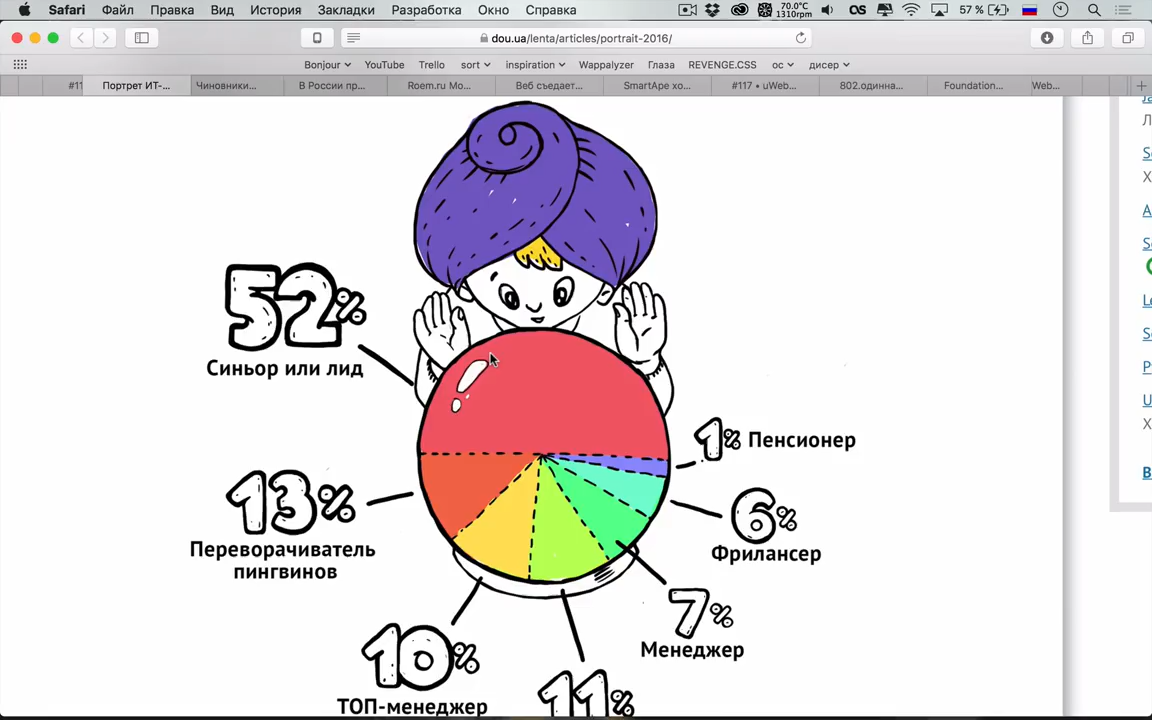 Safari Файл Правка Вид История Закладки Разработка Окно Справка
70.0°C
1310rpm
57 %
dou.ua/lenta/articles/portrait-2016/
Bonjour YouTube Trello sort inspiration Wappalyzer Глаза REVENGE.CSS ос дисер
#11 Портрет ИТ-... Чиновники... В России пр... Roem.ru Mo... Веб съедает... SmartApe хо... #117 • uWeb... 802.одинна... Foundation... Web...
52%
Синьор или лид
1% Пенсионер
13%
Переворачиватель
пингвинов
6%
Фрилансер
7%
Менеджер
10%
ТОП-менеджер
11%